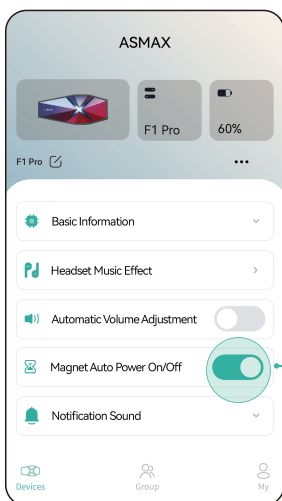 ASMAX
F1 Pro
60%
F1 Pro
Basic Information
Headset Music Effect
Automatic Volume Adjustment
Magnet Auto Power On/Off
Notification Sound
Devices
Group
My